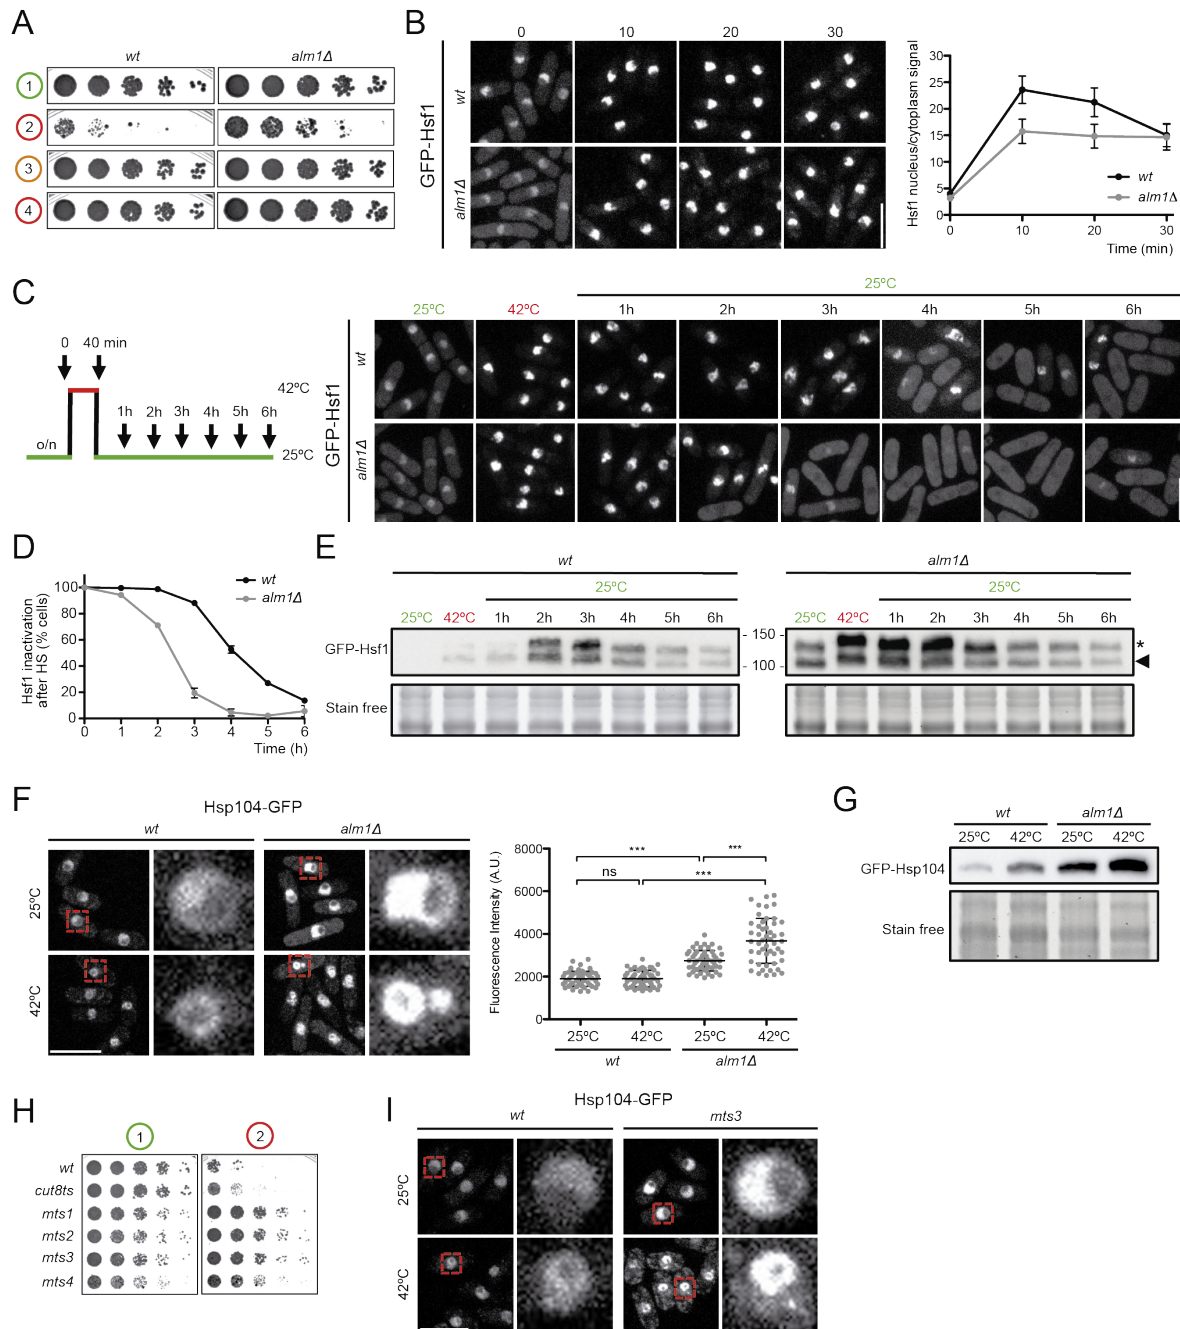 A
wt
alm1Δ
1
2
3
4
B
GFP-Hsf1
0
10
20
30
wt
alm1Δ
Hsf1 nucleus/cytoplasm signal
30
25
20
15
10
5
0
wt
alm1Δ
0
10
20
30
Time (min)
C
0
40 min
42ºC
1h
2h
3h
4h
5h
6h
o/n
25ºC
GFP-Hsf1
25ºC
25ºC
42ºC
1h
2h
3h
4h
5h
6h
wt
alm1Δ
D
Hsf1 inactivation
after HS (% cells)
100
80
60
40
20
0
wt
alm1Δ
0
1
2
3
4
5
6
Time (h)
E
wt
alm1Δ
25ºC
25ºC
25ºC 42ºC 1h 2h 3h 4h 5h 6h
25ºC 42ºC 1h 2h 3h 4h 5h 6h
GFP-Hsf1
- 150 -
- 100 -
*
Stain free
F
Hsp104-GFP
wt
alm1Δ
25ºC
42ºC
Fluorescence Intensity (A.U.)
8000
6000
4000
2000
0
***
***
ns
***
25ºC
42ºC
25ºC
42ºC
wt
alm1Δ
G
wt
alm1Δ
25ºC 42ºC 25ºC 42ºC
GFP-Hsp104
Stain free
H
1
2
wt
cut8ts
mts1
mts2
mts3
mts4
I
Hsp104-GFP
wt
mts3
25ºC
42ºC